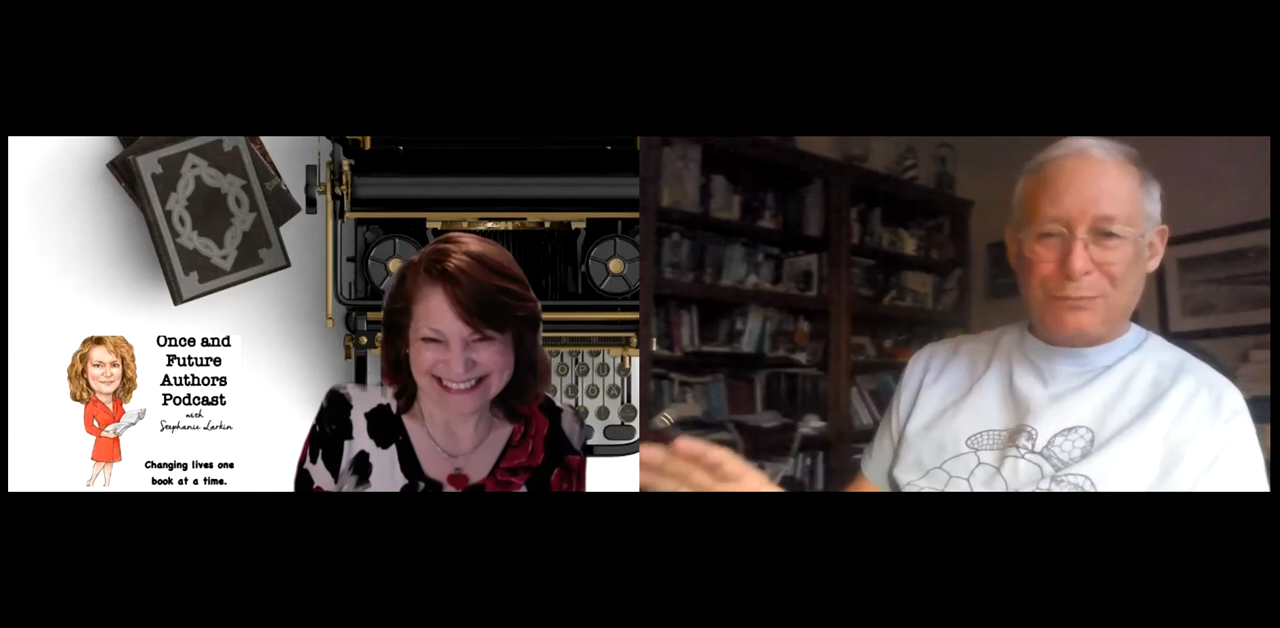 Once and
Future
Authors
Podcast
with
Stephanie Larkin
Changing lives one
book at a time.